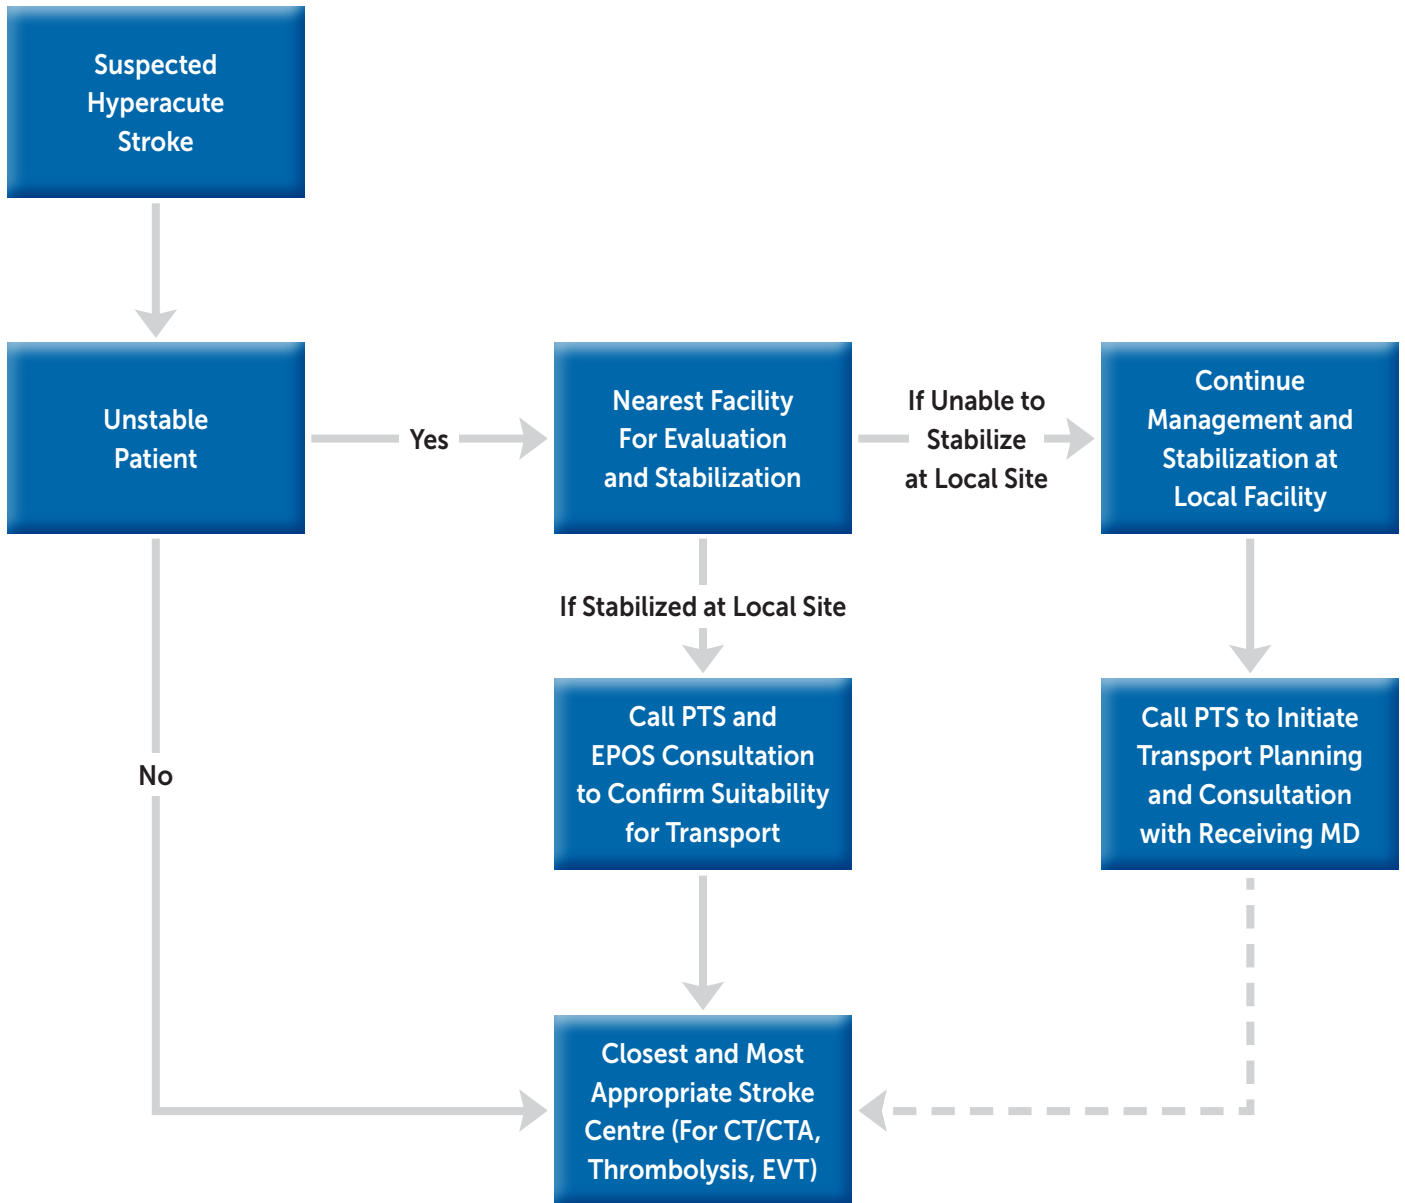 Suspected
Hyperacute
Stroke
Unstable
Patient
Yes
Nearest Facility
For Evaluation
and Stabilization
If Unable to
Stabilize
at Local Site
Continue
Management and
Stabilization at
Local Facility
If Stabilized at Local Site
No
Call PTS and
EPOS Consultation
to Confirm Suitability
for Transport
Call PTS to Initiate
Transport Planning
and Consultation
with Receiving MD
Closest and Most
Appropriate Stroke
Centre (For CT/CTA,
Thrombolysis, EVT)